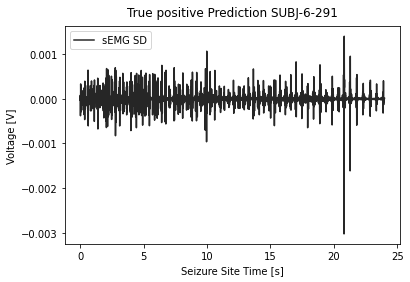 True positive Prediction SUBJ-6-291
sEMG SD
0.001
0.000
−0.001
−0.002
−0.003
Voltage [V]
0 5 10 15 20 25
Seizure Site Time [s]